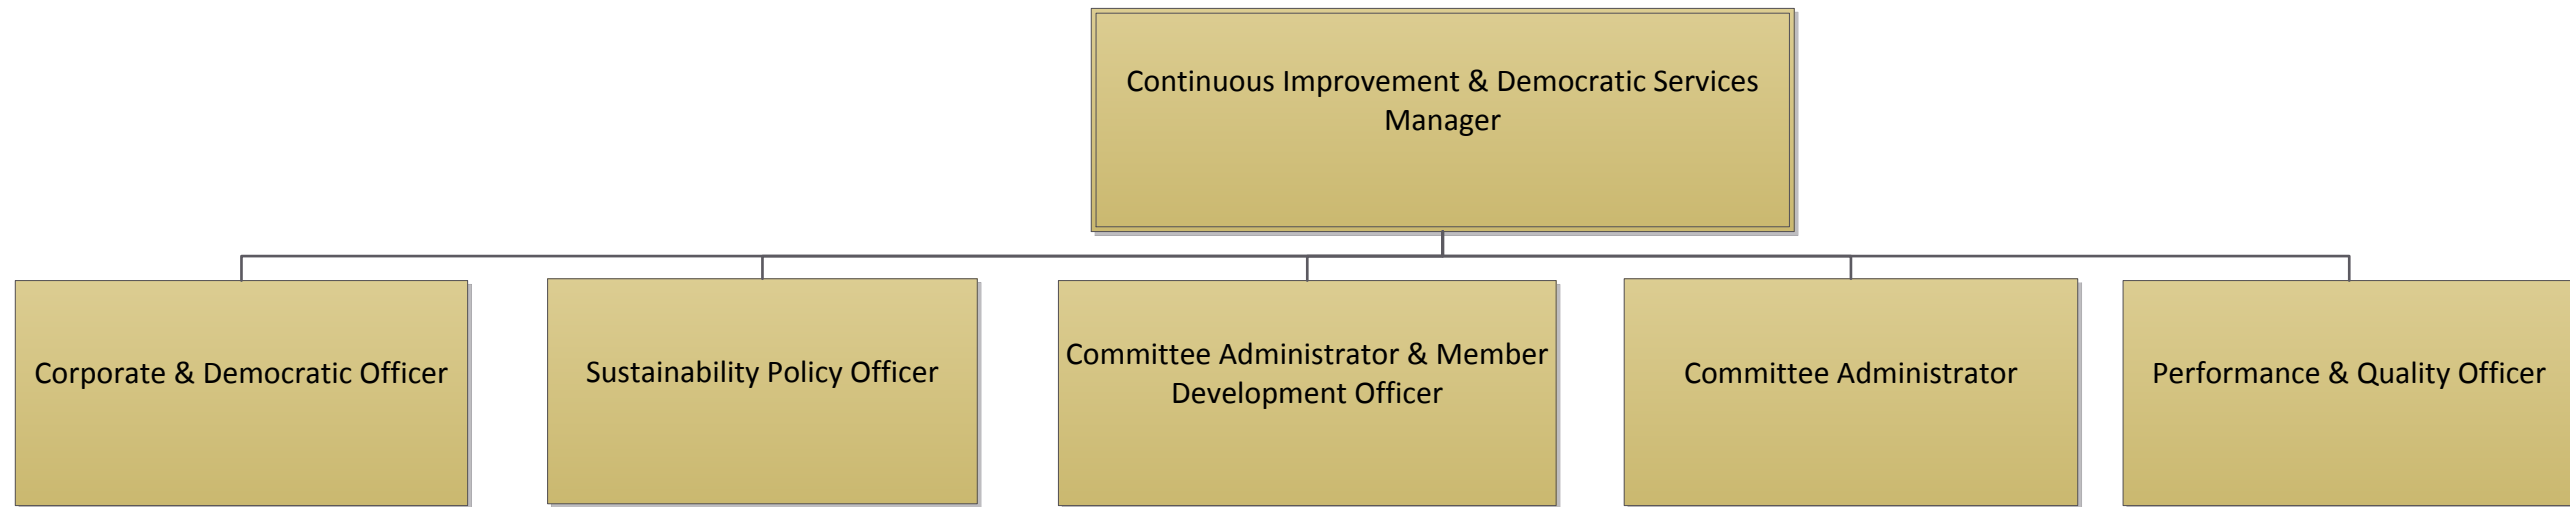 Continuous Improvement & Democratic Services
Manager
Corporate & Democratic Officer
Sustainability Policy Officer
Committee Administrator & Member
Development Officer
Committee Administrator
Performance & Quality Officer